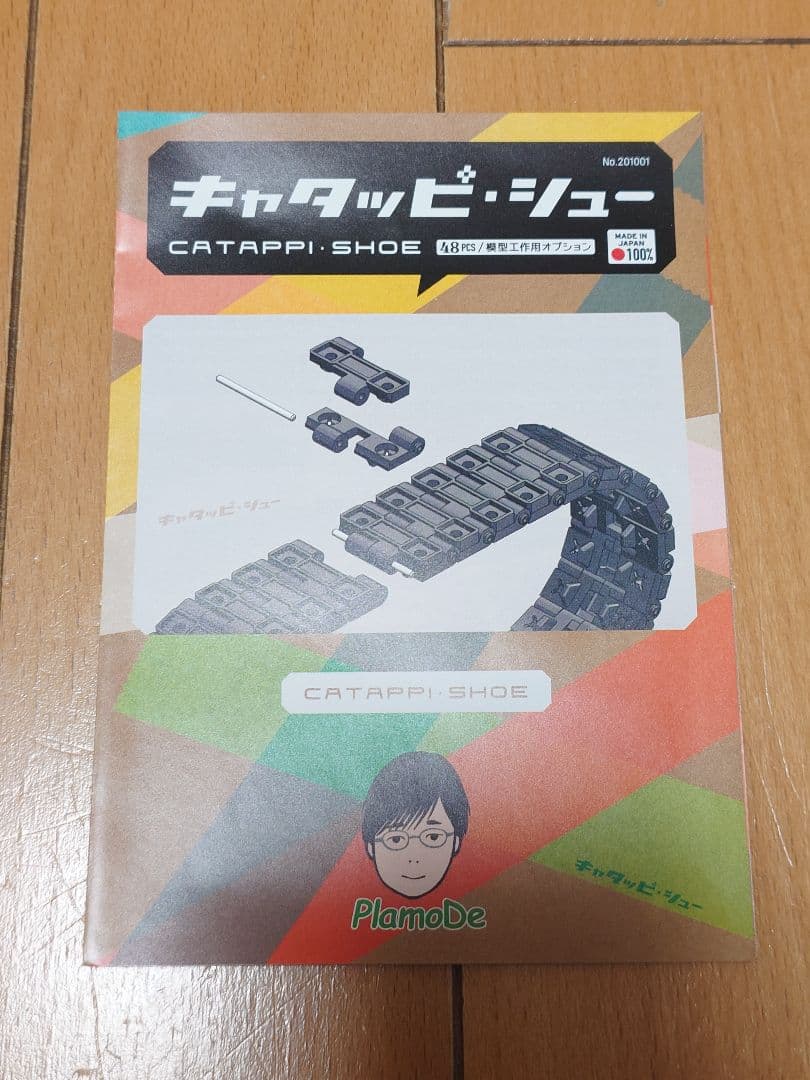 No.201001
キャタッピ・シュー
CATAPPI・SHOE 48PCS/模型工作用オプション
MADE IN
JAPAN
100%
キャタッピ・シュー
CATAPPI・SHOE
キャタッピ・シュー
PlamoDe